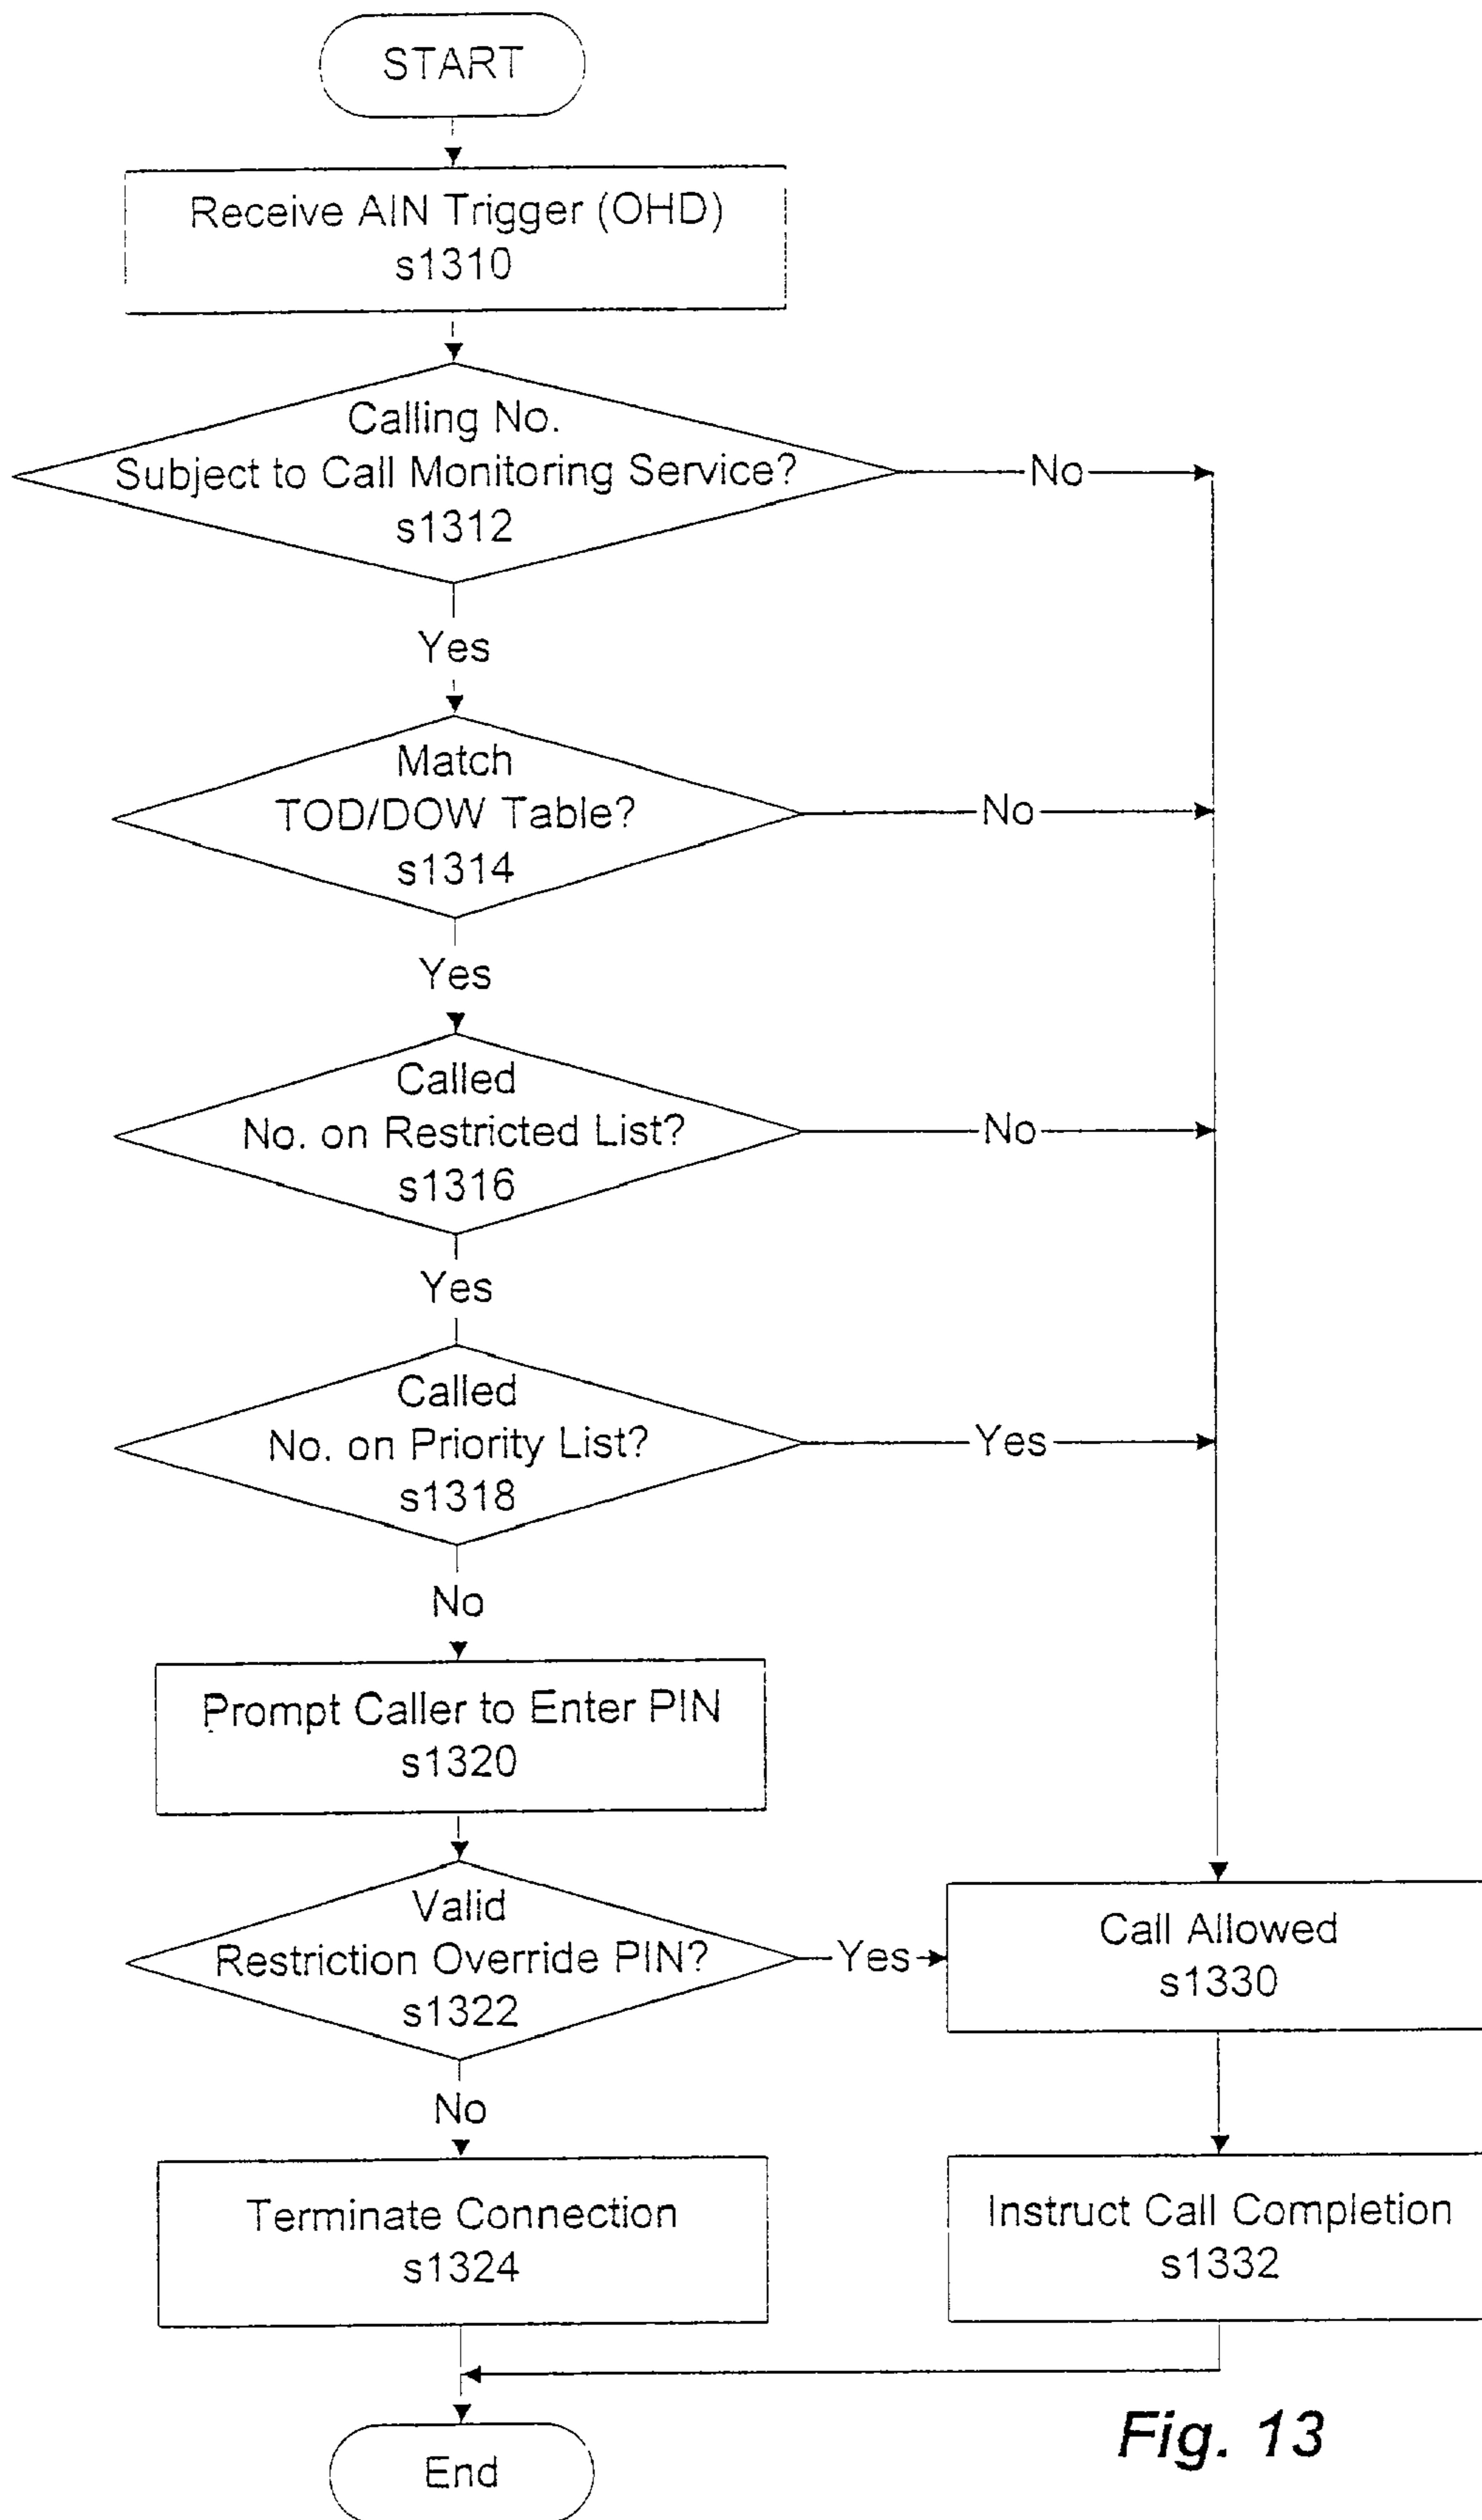 START
Receive AIN Trigger (OHD)
s1310
Calling No.
Subject to Call Monitoring Service?
s1312
No
Yes
Match
TOD/DOW Table?
s1314
No
Yes
Called
No. on Restricted List?
s1316
No
Yes
Called
No. on Priority List?
s1318
Yes
No
Prompt Caller to Enter PIN
s1320
Valid
Restriction Override PIN?
s1322
Yes
Call Allowed
s1330
No
Terminate Connection
s1324
Instruct Call Completion
s1332
End
Fig. 13